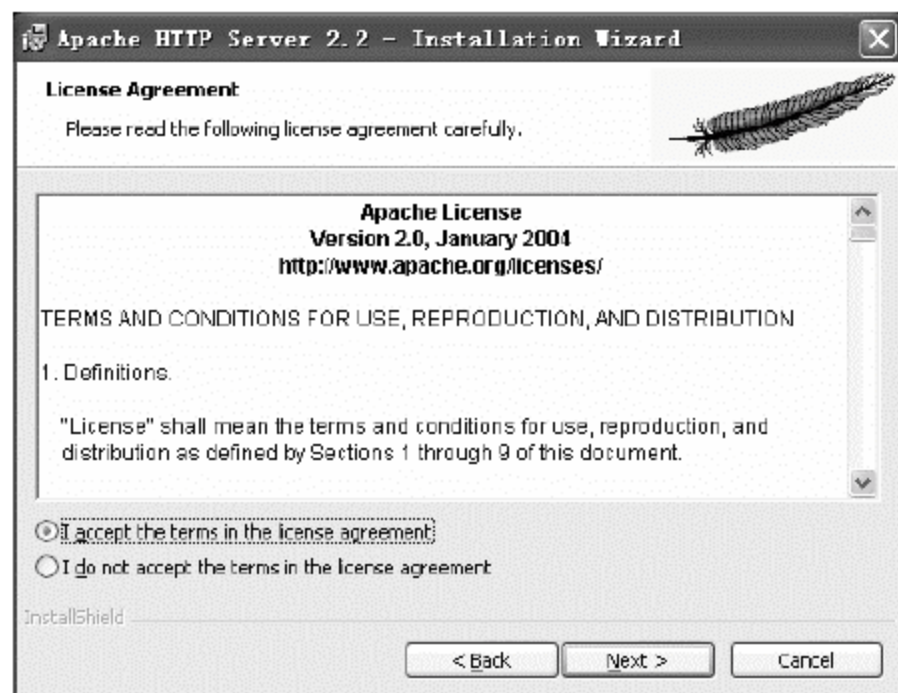 Apache HTTP Server 2.2 - Installation Wizard
License Agreement
Please read the following license agreement carefully.
Apache License
Version 2.0, January 2004
http://www.apache.org/licenses/
TERMS AND CONDITIONS FOR USE, REPRODUCTION, AND DISTRIBUTION
1. Definitions.
"License" shall mean the terms and conditions for use, reproduction, and
distribution as defined by Sections 1 through 9 of this document.
I accept the terms in the license agreement
I do not accept the terms in the license agreement
InstallShield
< Back Next > Cancel